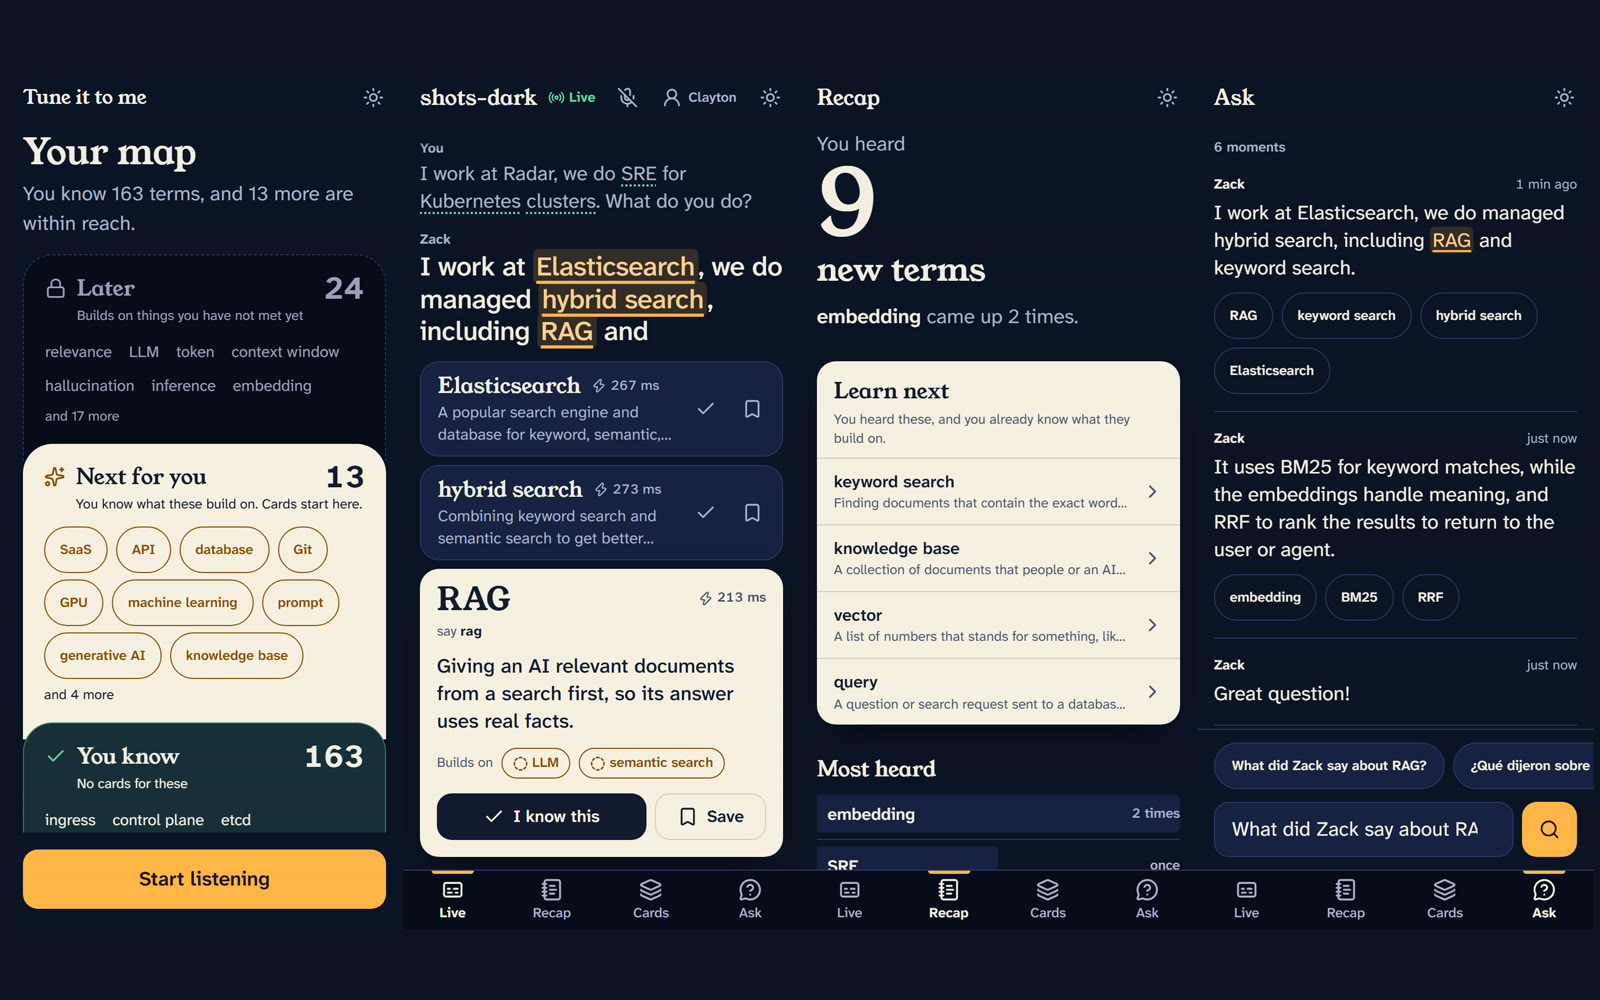 Tune it to me
Your map
You know 163 terms, and 13 more are
within reach.
Later 24
Builds on things you have not met yet
relevance LLM token context window
hallucination inference embedding
and 17 more
Next for you 13
You know what these build on. Cards start here.
SaaS API database Git
GPU machine learning prompt
generative AI knowledge base
and 4 more
You know 163
No cards for these
ingress control plane etcd
Start listening
shots-dark Live Clayton
You
I work at Radar, we do SRE for
Kubernetes clusters. What do you do?
Zack
I work at Elasticsearch, we do
managed hybrid search,
including RAG and
Elasticsearch 267 ms
A popular search engine and
database for keyword, semantic,...
hybrid search 273 ms
Combining keyword search and
semantic search to get better...
RAG 213 ms
say rag
Giving an AI relevant documents
from a search first, so its answer
uses real facts.
Builds on LLM semantic search
I know this Save
Live Recap Cards Ask
Recap
You heard
9
new terms
embedding came up 2 times.
Learn next
You heard these, and you already know what they
build on.
keyword search
Finding documents that contain the exact word...
knowledge base
A collection of documents that people or an AI...
vector
A list of numbers that stands for something, lik...
query
A question or search request sent to a databas...
Most heard
embedding 2 times
SRE once
Live Recap Cards Ask
Ask
6 moments
Zack 1 min ago
I work at Elasticsearch, we do managed
hybrid search, including RAG and
keyword search.
RAG keyword search hybrid search
Elasticsearch
Zack just now
It uses BM25 for keyword matches, while
the embeddings handle meaning, and
RRF to rank the results to return to the
user or agent.
embedding BM25 RRF
Zack just now
Great question!
What did Zack say about RAG? ¿Qué dijeron sobre
What did Zack say about RA
Live Recap Cards Ask